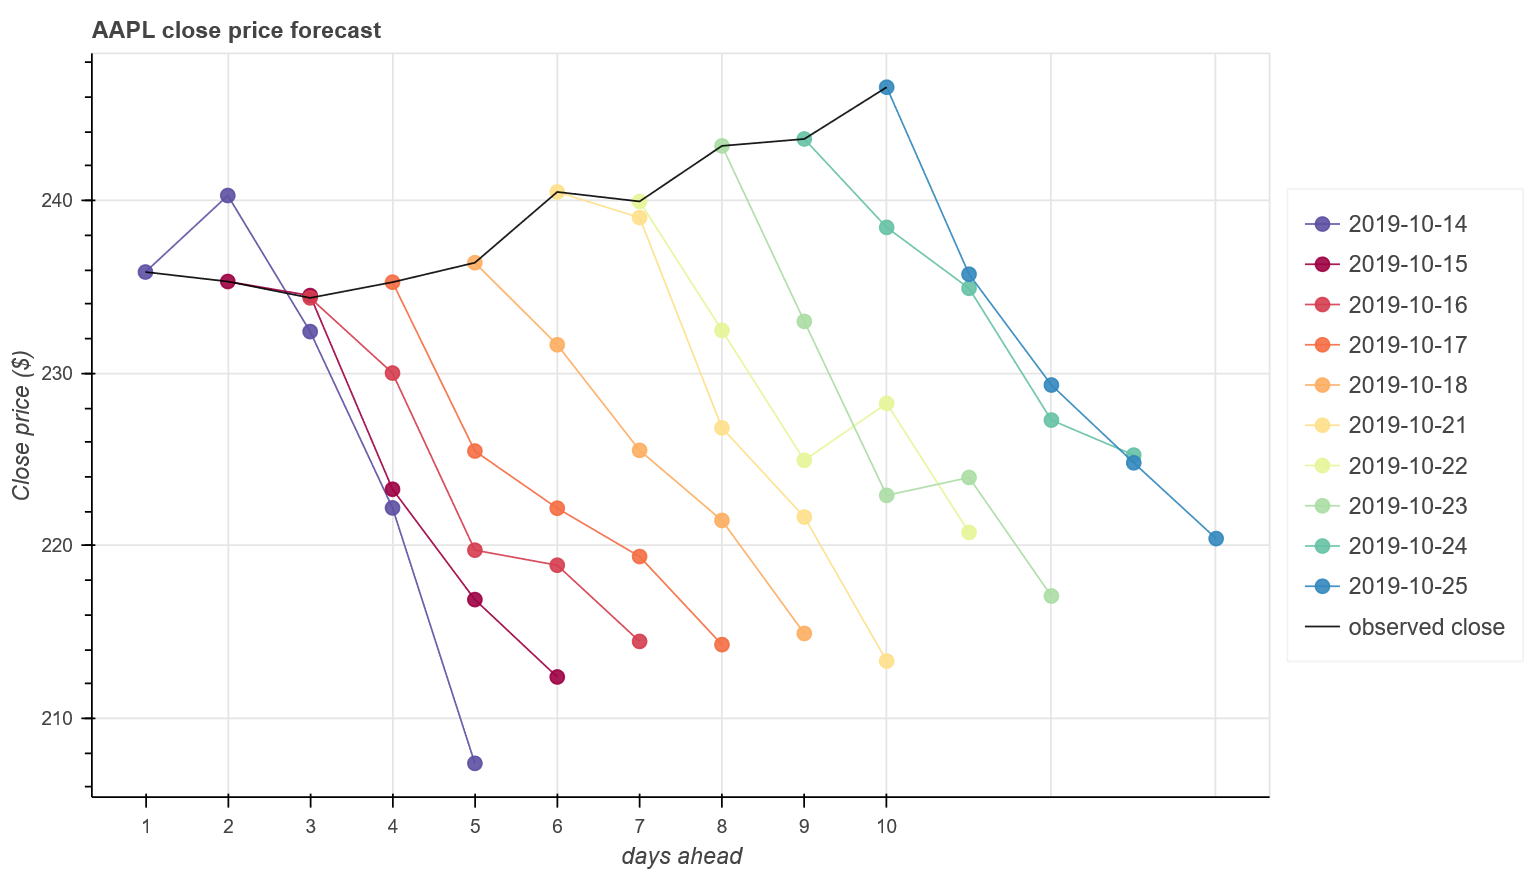 AAPL close price forecast
Close price ($)
240
230
220
210
1 2 3 4 5 6 7 8 9 10
days ahead
2019-10-14
2019-10-15
2019-10-16
2019-10-17
2019-10-18
2019-10-21
2019-10-22
2019-10-23
2019-10-24
2019-10-25
observed close